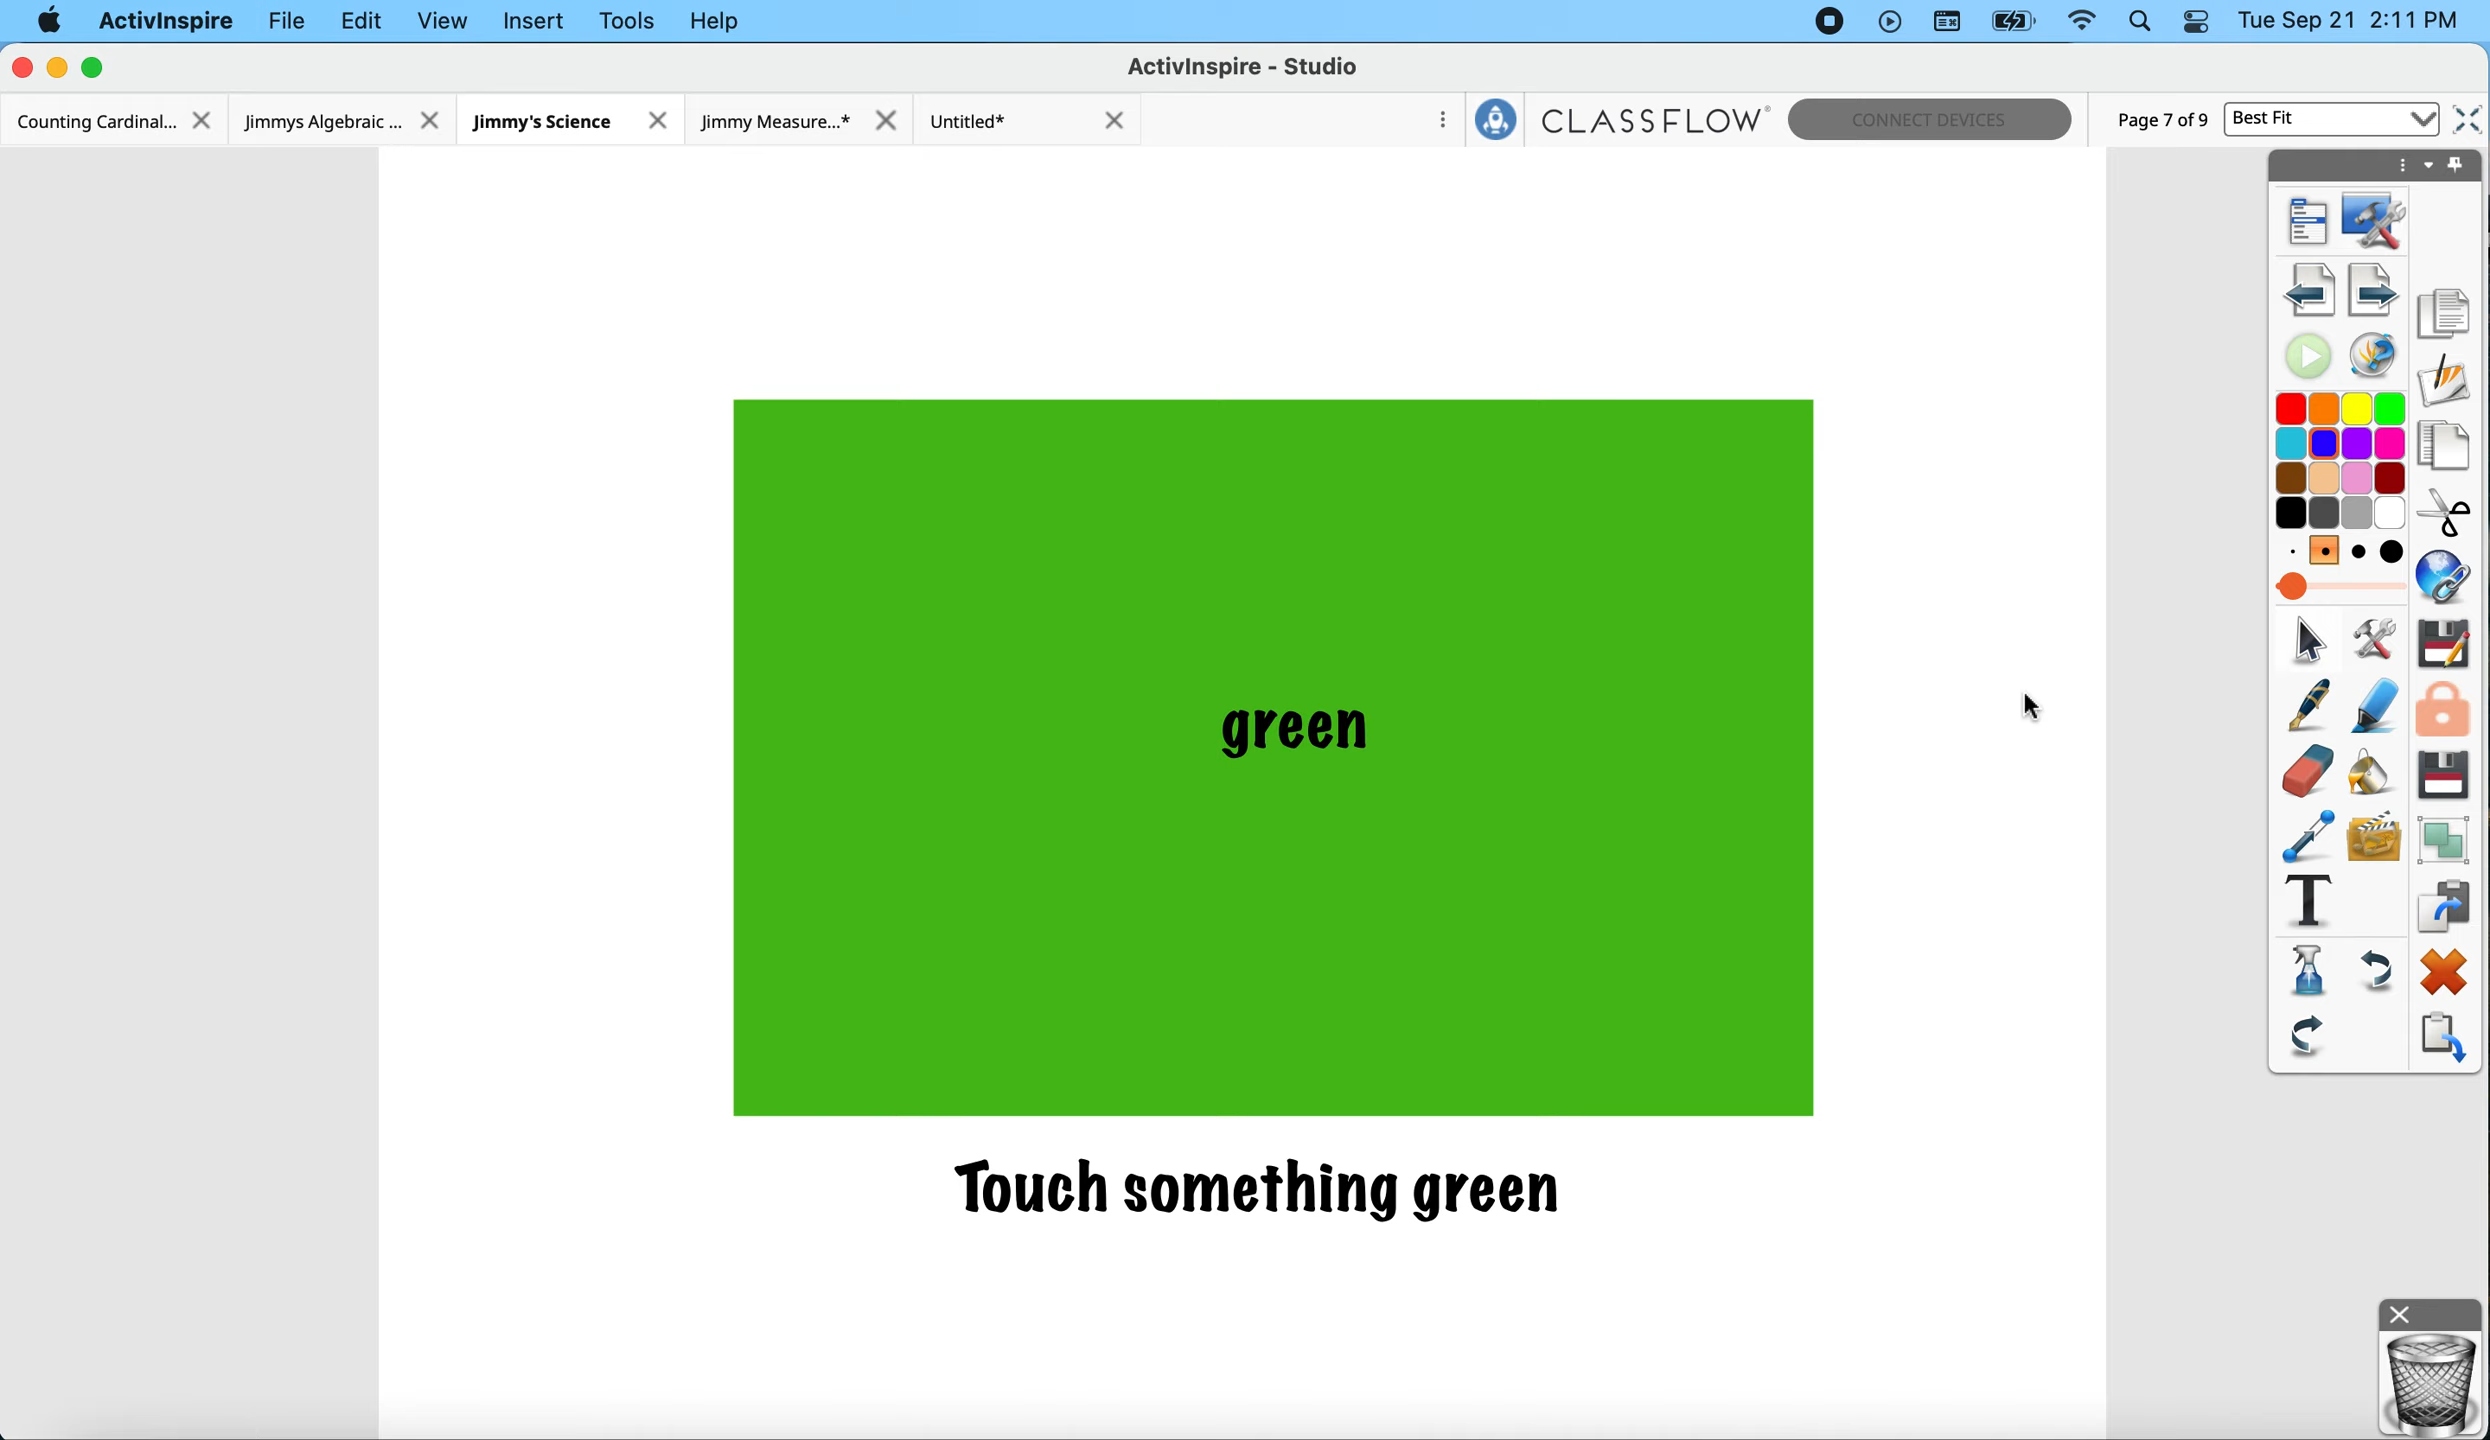 ActivInspire File Edit View Insert Tools Help Tue Sep 21 2:11 PM
ActivInspire - Studio
Counting Cardinal... Jimmys Algebraic ... Jimmy's Science Jimmy Measure...* Untitled* CLASSFLOW® CONNECT DEVICES Page 7 of 9 Best Fit
green
Touch something green